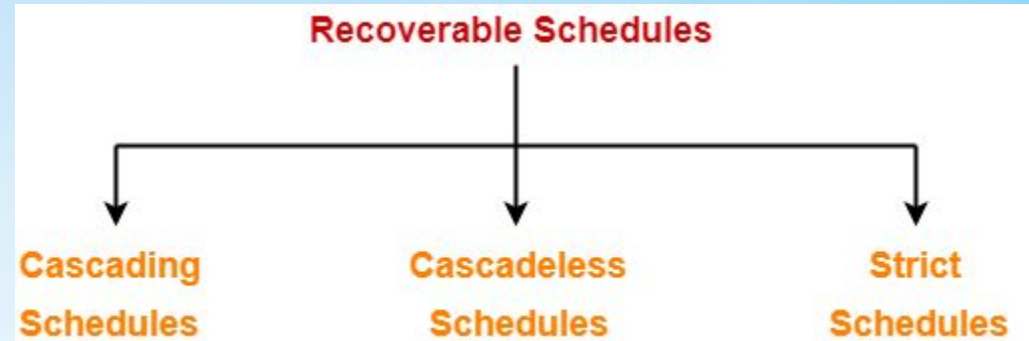 Recoverable Schedules
Cascading
Schedules
Cascadeless
Schedules
Strict
Schedules